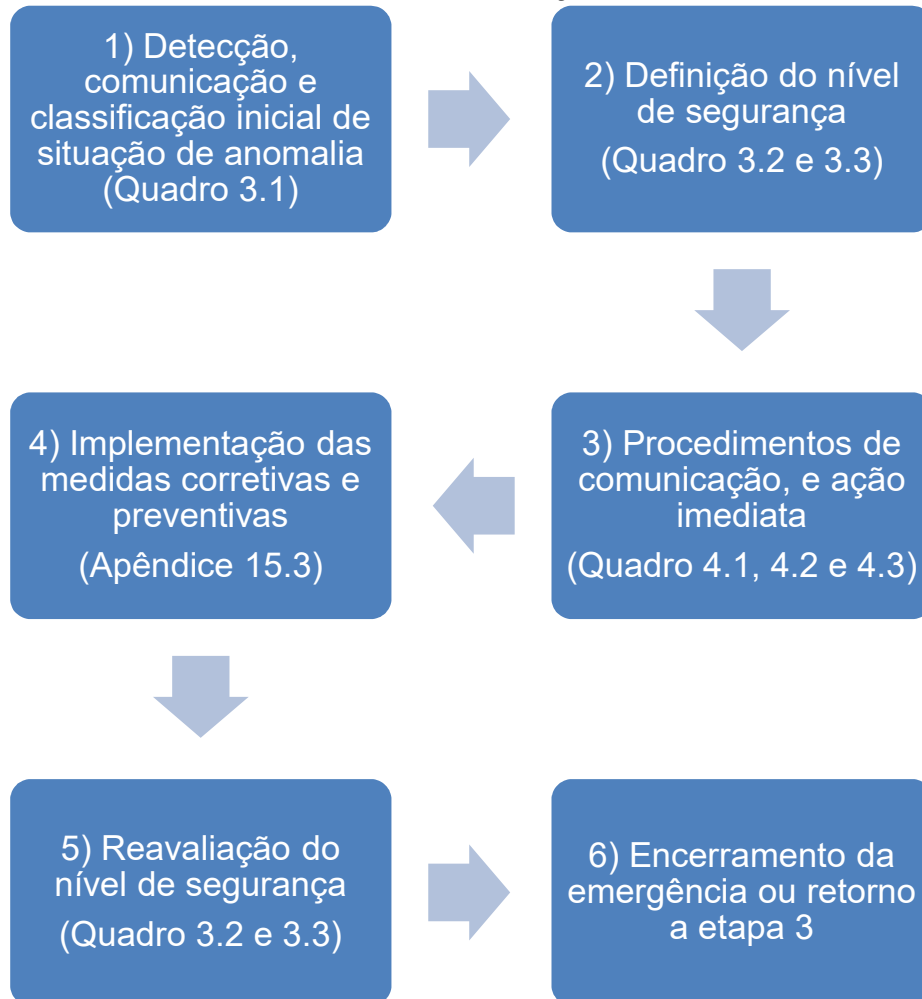 1) Detecção,
comunicação e
classificação inicial de
situação de anomalia
(Quadro 3.1)
2) Definição do nível
de segurança
(Quadro 3.2 e 3.3)
3) Procedimentos de
comunicação, e ação
imediata
(Quadro 4.1, 4.2 e 4.3)
4) Implementação das
medidas corretivas e
preventivas
(Apêndice 15.3)
5) Reavaliação do
nível de segurança
(Quadro 3.2 e 3.3)
6) Encerramento da
emergência ou retorno
a etapa 3